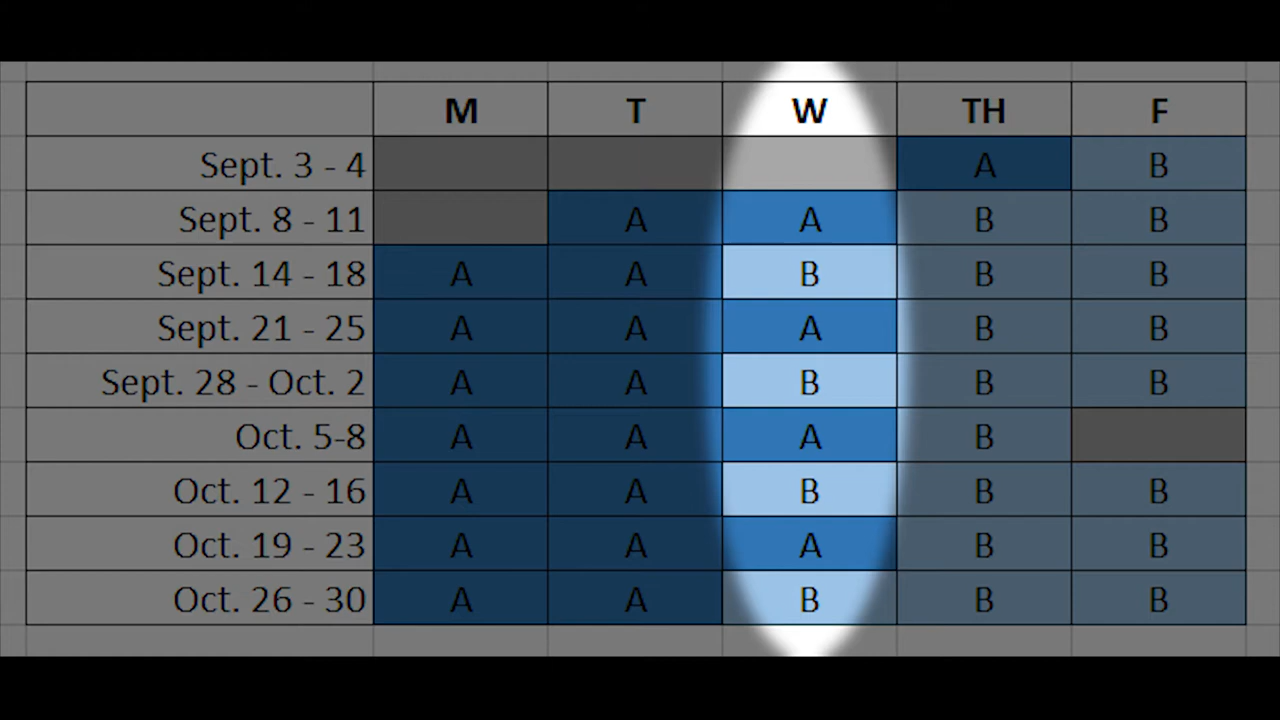 M T W TH F
Sept. 3 - 4 A B
Sept. 8 - 11 A A B B
Sept. 14 - 18 A A B B B
Sept. 21 - 25 A A A B B
Sept. 28 - Oct. 2 A A B B B
Oct. 5-8 A A A B
Oct. 12 - 16 A A B B B
Oct. 19 - 23 A A A B B
Oct. 26 - 30 A A B B B